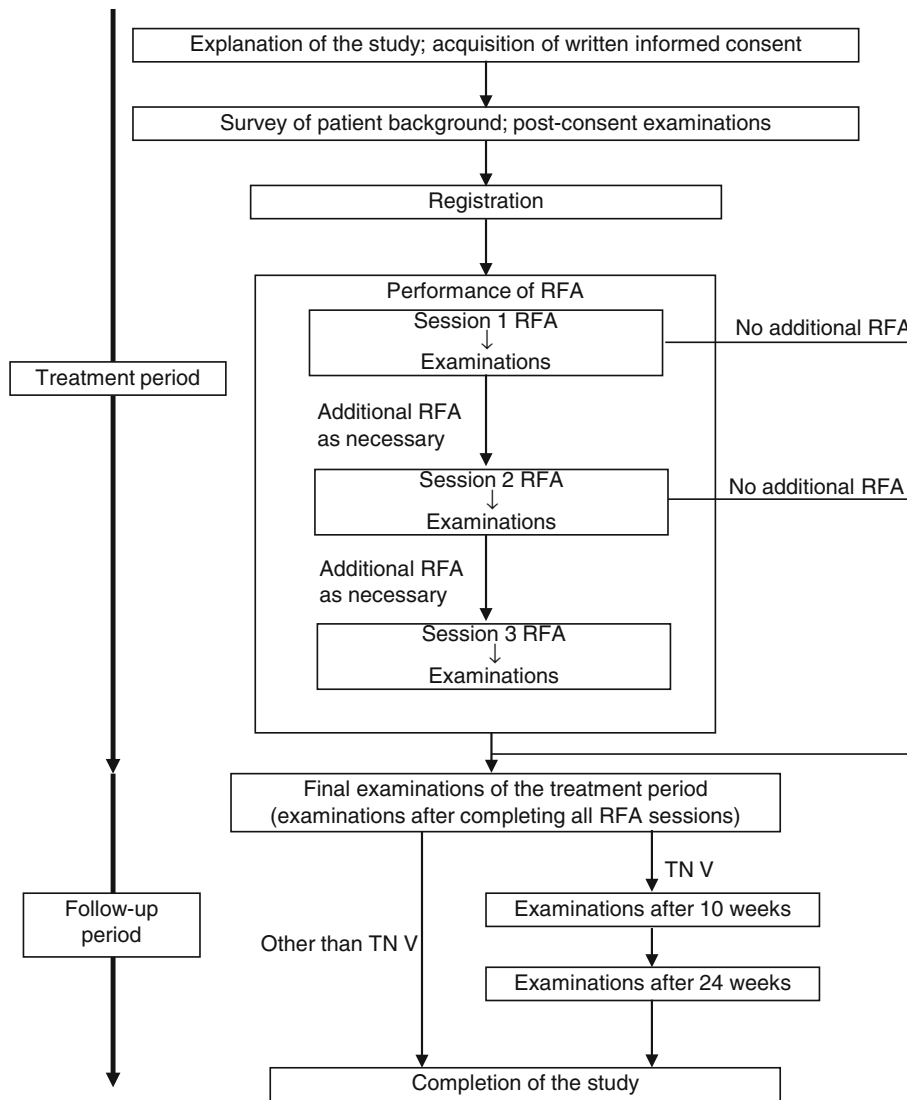 Explanation of the study; acquisition of written informed consent
Survey of patient background; post-consent examinations
Registration
Performance of RFA
Session 1 RFA
↓
Examinations
No additional RFA
Treatment period
Additional RFA
as necessary
Session 2 RFA
↓
Examinations
No additional RFA
Additional RFA
as necessary
Session 3 RFA
↓
Examinations
Final examinations of the treatment period
(examinations after completing all RFA sessions)
TN V
Follow-up
period
Examinations after 10 weeks
Other than TN V
Examinations after 24 weeks
Completion of the study